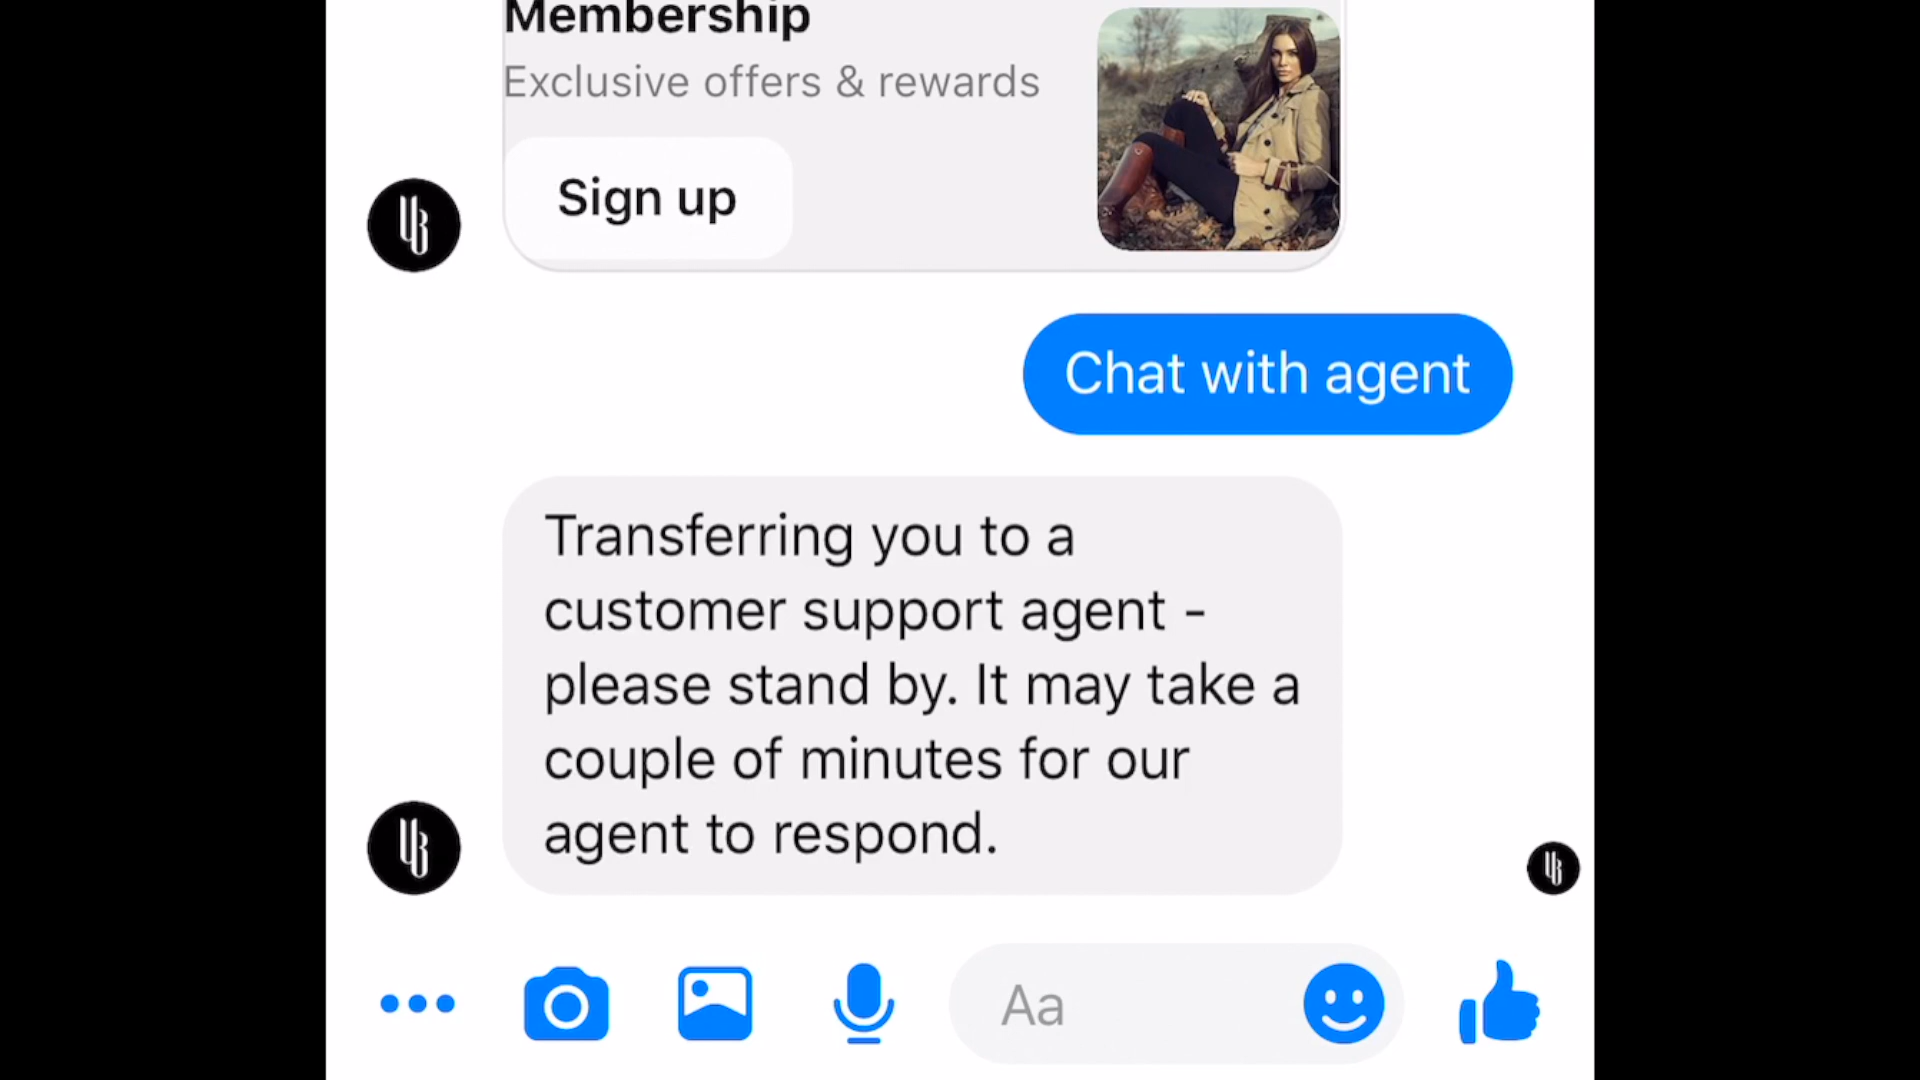 Membership
Exclusive offers & rewards
Sign up
Chat with agent
Transferring you to a
customer support agent -
please stand by. It may take a
couple of minutes for our
agent to respond.
Aa